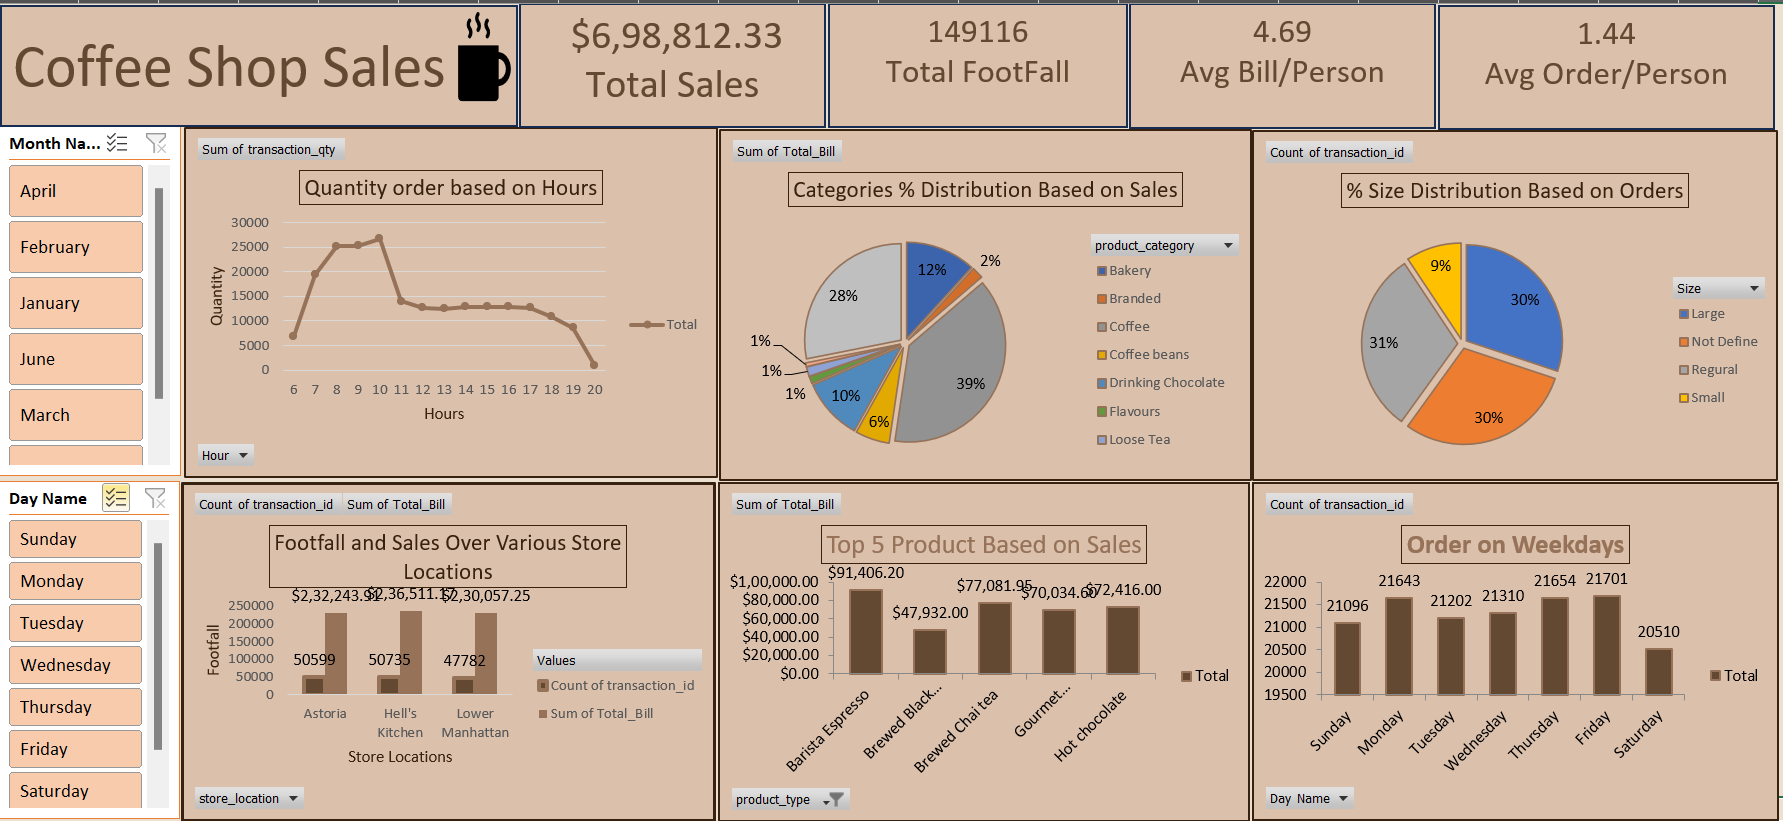 Coffee Shop Sales
$6,98,812.33
Total Sales
149116
Total FootFall
4.69
Avg Bill/Person
1.44
Avg Order/Person
Month Na...
April
February
January
June
March
Sum of transaction_qty
Quantity order based on Hours
30000
25000
20000
15000
10000
5000
0
Quantity
6 7 8 9 10 11 12 13 14 15 16 17 18 19 20
Hours
Total
Hour
Sum of Total_Bill
Categories % Distribution Based on Sales
12%
2%
39%
6%
10%
1%
1%
1%
28%
product_category
Bakery
Branded
Coffee
Coffee beans
Drinking Chocolate
Flavours
Loose Tea
Count of transaction_id
% Size Distribution Based on Orders
30%
30%
31%
9%
Size
Large
Not Define
Regural
Small
Day Name
Sunday
Monday
Tuesday
Wednesday
Thursday
Friday
Saturday
Count of transaction_id Sum of Total_Bill
Footfall and Sales Over Various Store
Locations
250000
200000
150000
100000
50000
0
Footfall
$2,32,243.91 $2,36,511.17 $2,30,057.25
50599 50735 47782
Astoria Hell's Kitchen Lower Manhattan
Store Locations
Values
Count of transaction_id
Sum of Total_Bill
store_location
Sum of Total_Bill
Top 5 Product Based on Sales
$1,00,000.00
$80,000.00
$60,000.00
$40,000.00
$20,000.00
$0.00
$91,406.20
$47,932.00
$77,081.95
$70,034.60
$72,416.00
Barista Espresso
Brewed Black...
Brewed Chai tea
Gourmet...
Hot chocolate
Total
product_type
Count of transaction_id
Order on Weekdays
22000
21500
21000
20500
20000
19500
21096
21643
21202
21310
21654
21701
20510
Sunday
Monday
Tuesday
Wednesday
Thursday
Friday
Saturday
Total
Day Name